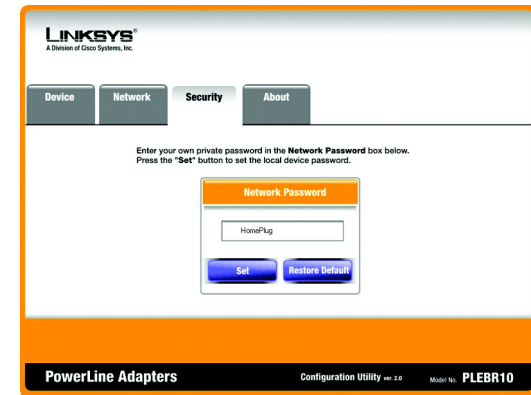 LINKSYS®
A Division of Cisco Systems, Inc.
Device Network Security About
Enter your own private password in the Network Password box below.
Press the "Set" button to set the local device password.
Network Password
HomePlug
Set Restore Default
PowerLine Adapters Configuration Utility ver. 2.0 Model No. PLEBR10